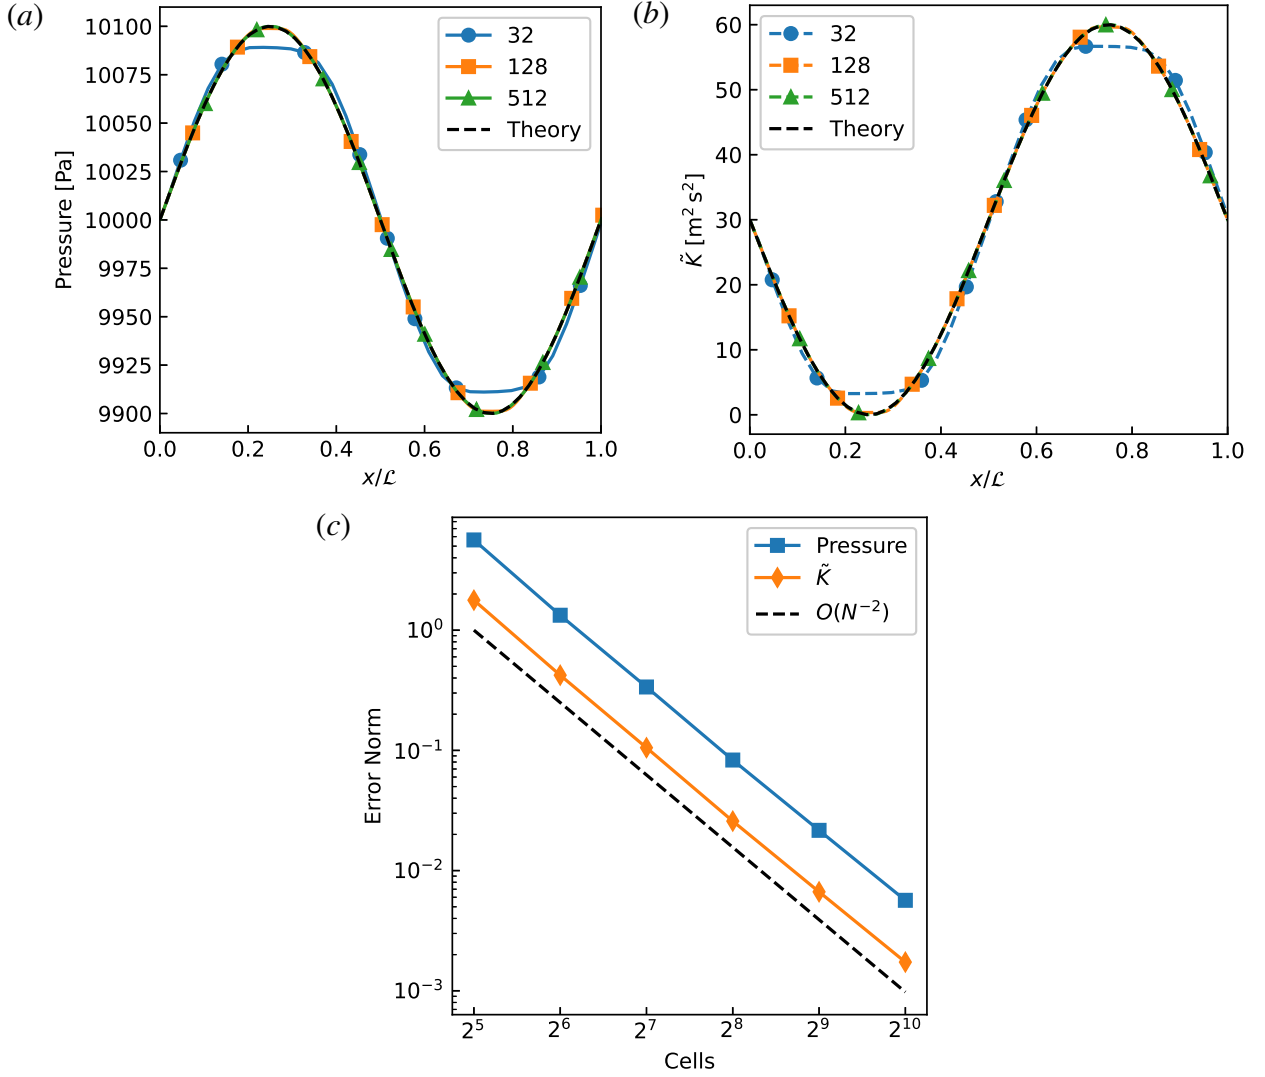 (a)
10100
10075
10050
10025
10000
9975
9950
9925
9900
Pressure [Pa]
32
128
512
Theory
0.0 0.2 0.4 0.6 0.8 1.0
x/ℒ
(b)
60
50
40
30
20
10
0
K̃ [m² s²]
32
128
512
Theory
0.0 0.2 0.4 0.6 0.8 1.0
x/ℒ
(c)
10⁰
10⁻¹
10⁻²
10⁻³
Error Norm
Pressure
K̃
O(N⁻²)
2⁵ 2⁶ 2⁷ 2⁸ 2⁹ 2¹⁰
Cells